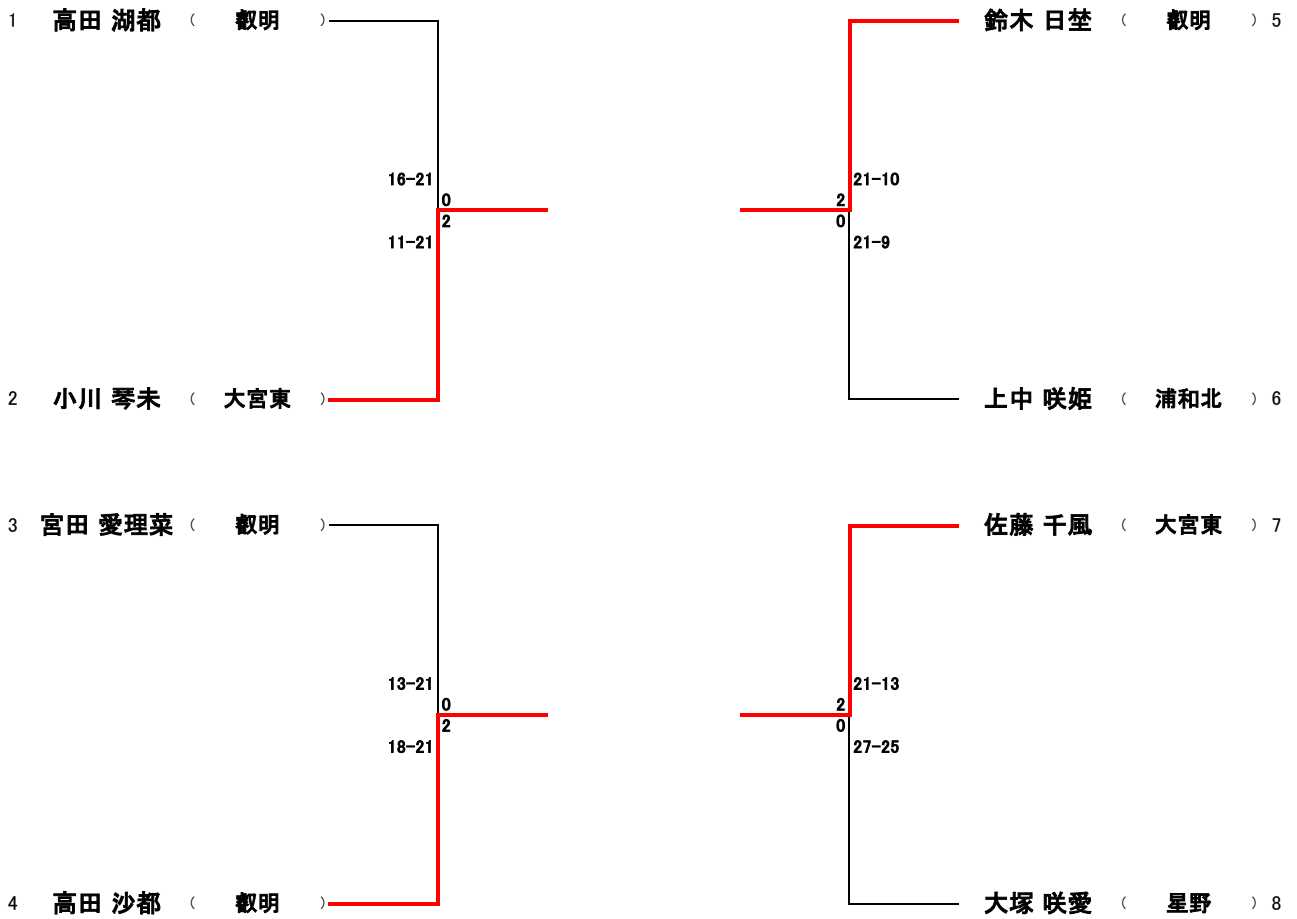 1 高田 湖都 （ 叡明 ）
鈴木 日埜 （ 叡明 ） 5
16-21
0
2
11-21
21-10
2
0
21-9
2 小川 琴未 （ 大宮東 ）
上中 咲姫 （ 浦和北 ） 6
3 宮田 愛理菜 （ 叡明 ）
佐藤 千風 （ 大宮東 ） 7
13-21
0
2
18-21
21-13
2
0
27-25
4 高田 沙都 （ 叡明 ）
大塚 咲愛 （ 星野 ） 8